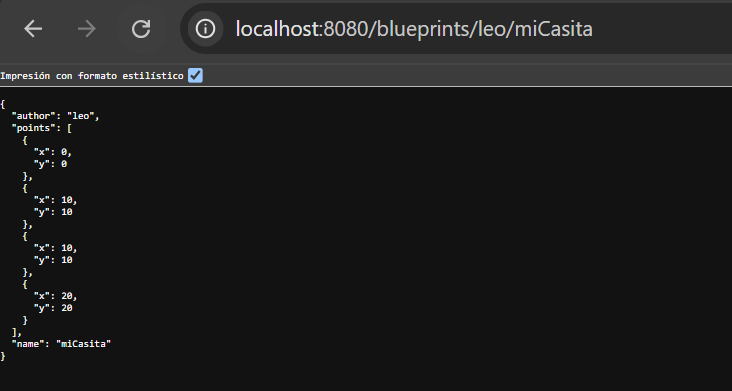 localhost:8080/blueprints/leo/miCasita
Impresión con formato estilístico
{
  "author": "leo",
  "points": [
    {
      "x": 0,
      "y": 0
    },
    {
      "x": 10,
      "y": 10
    },
    {
      "x": 10,
      "y": 10
    },
    {
      "x": 20,
      "y": 20
    }
  ],
  "name": "miCasita"
}